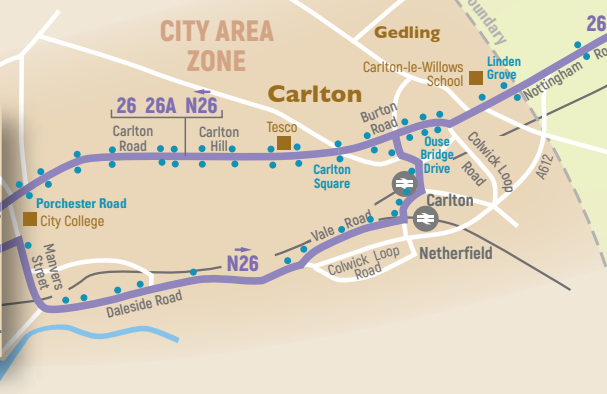 CITY AREA
ZONE
Gedling
oundary
26
Carlton-le-Willows
School
Linden
Grove
Nottingham Ro
Carlton
26 26A N26
Burton
Road
Carlton
Road
Carlton
Hill
Tesco
Carlton
Square
Ouse
Bridge
Drive
Colwick Loop
Road
A612
Porchester Road
City College
Carlton
Vale Road
Manvers
Street
N26
Colwick Loop
Road
Netherfield
Daleside Road